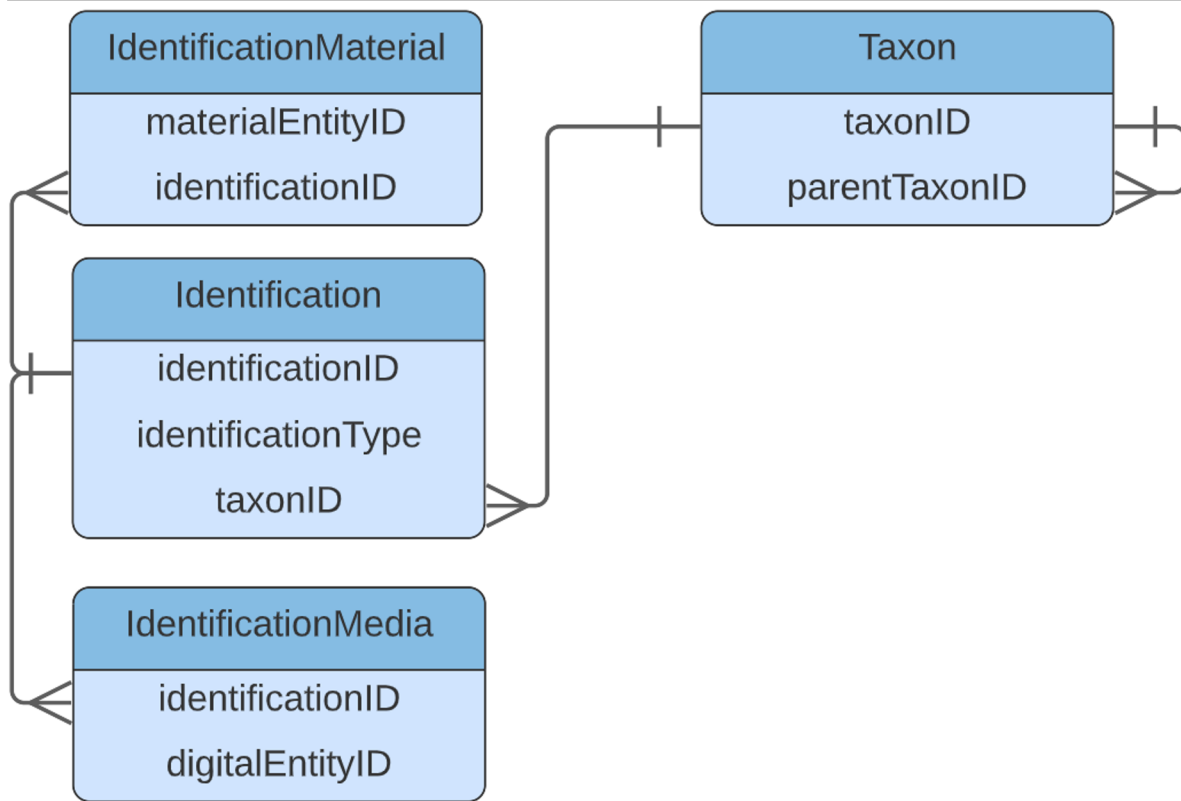 IdentificationMaterial
materialEntityID
identificationID
Identification
identificationID
identificationType
taxonID
IdentificationMedia
identificationID
digitalEntityID
Taxon
taxonID
parentTaxonID